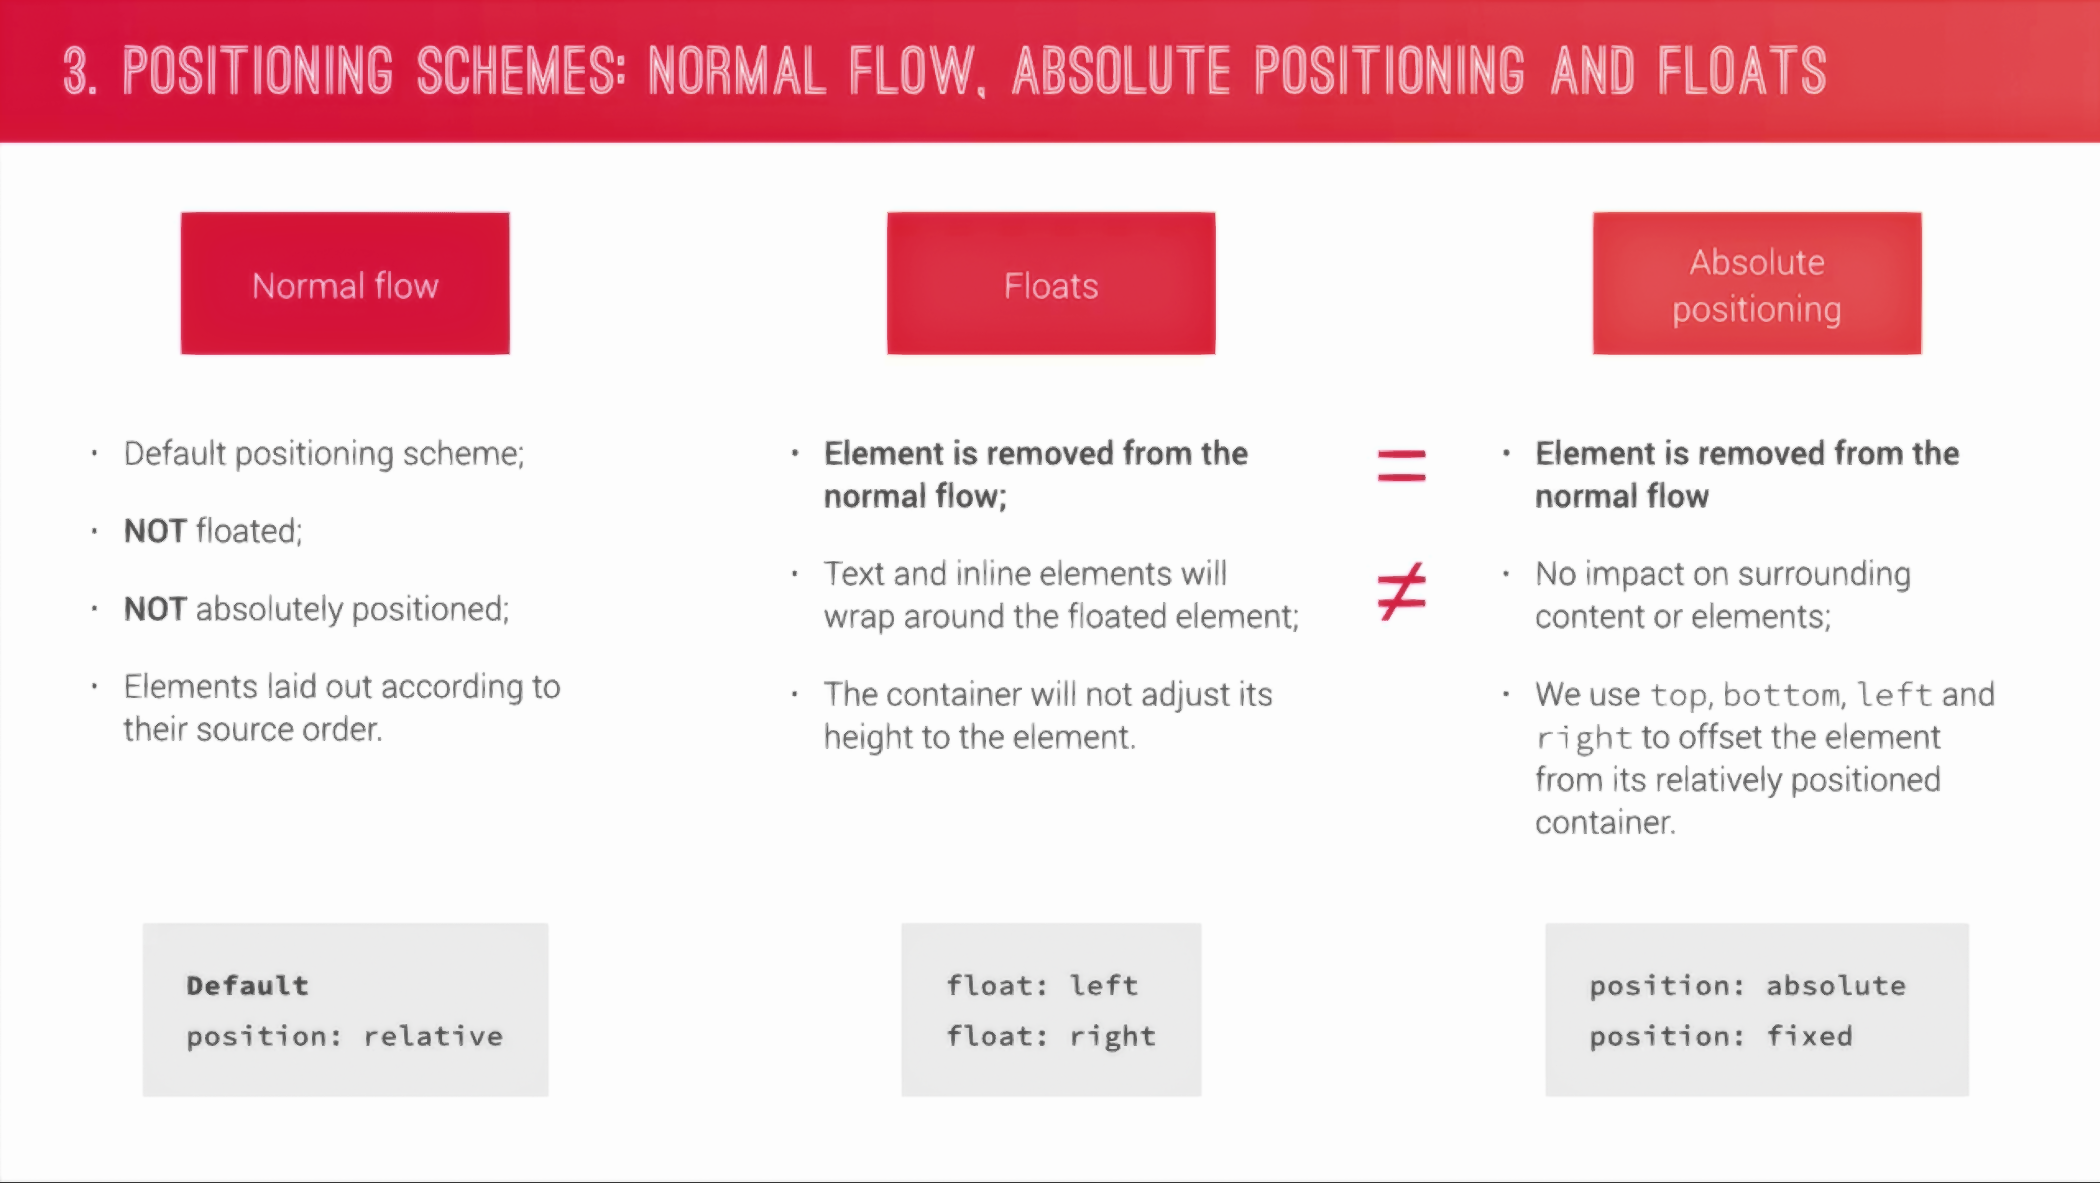 3. POSITIONING SCHEMES: NORMAL FLOW, ABSOLUTE POSITIONING AND FLOATS
Normal flow
· Default positioning scheme;
· NOT floated;
· NOT absolutely positioned;
· Elements laid out according to
their source order.
Default
position: relative
Floats
· Element is removed from the
normal flow;
· Text and inline elements will
wrap around the floated element;
· The container will not adjust its
height to the element.
float: left
float: right
=
≠
Absolute
positioning
· Element is removed from the
normal flow
· No impact on surrounding
content or elements;
· We use top, bottom, left and
right to offset the element
from its relatively positioned
container.
position: absolute
position: fixed